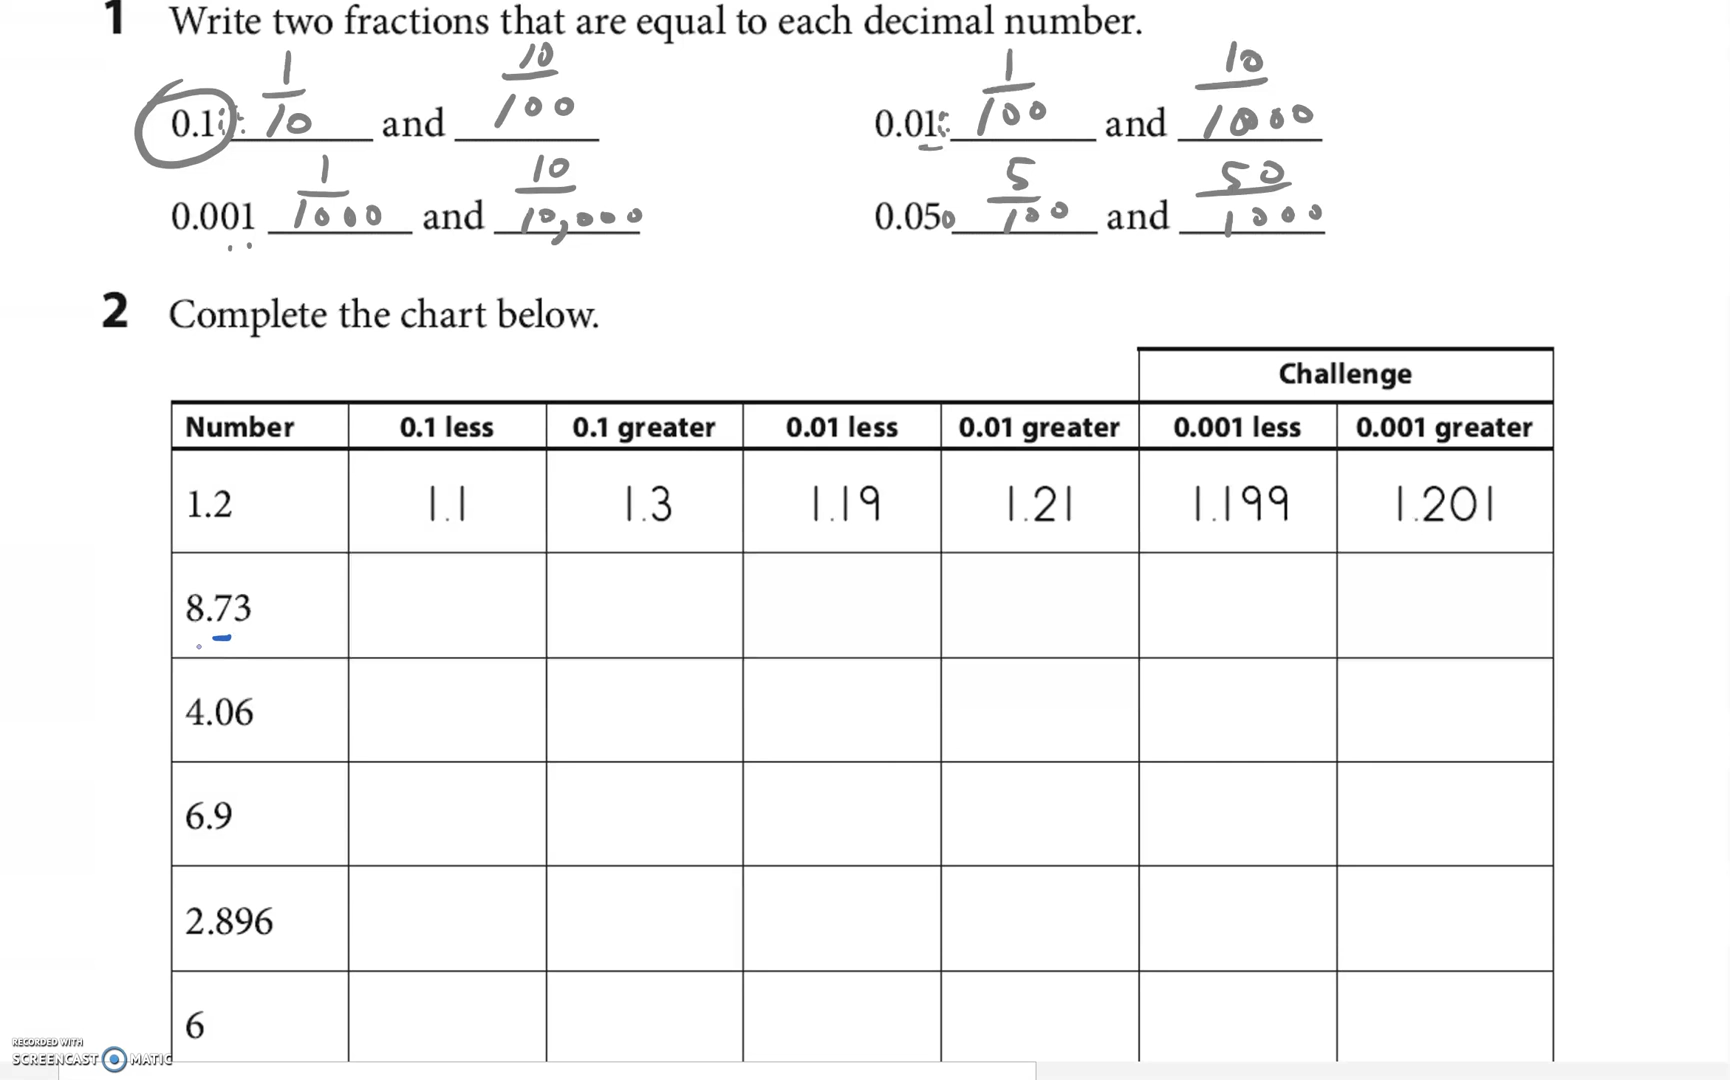 1 Write two fractions that are equal to each decimal number.
0.1 1/10 and 10/100 0.01 1/100 and 10/1000
0.001 1/1000 and 10/10,000 0.050 5/100 and 50/1000
2 Complete the chart below.
Challenge
Number 0.1 less 0.1 greater 0.01 less 0.01 greater 0.001 less 0.001 greater
1.2 1.1 1.3 1.19 1.21 1.199 1.201
8.73
4.06
6.9
2.896
6
RECORDED WITH
SCREENCAST MATIC